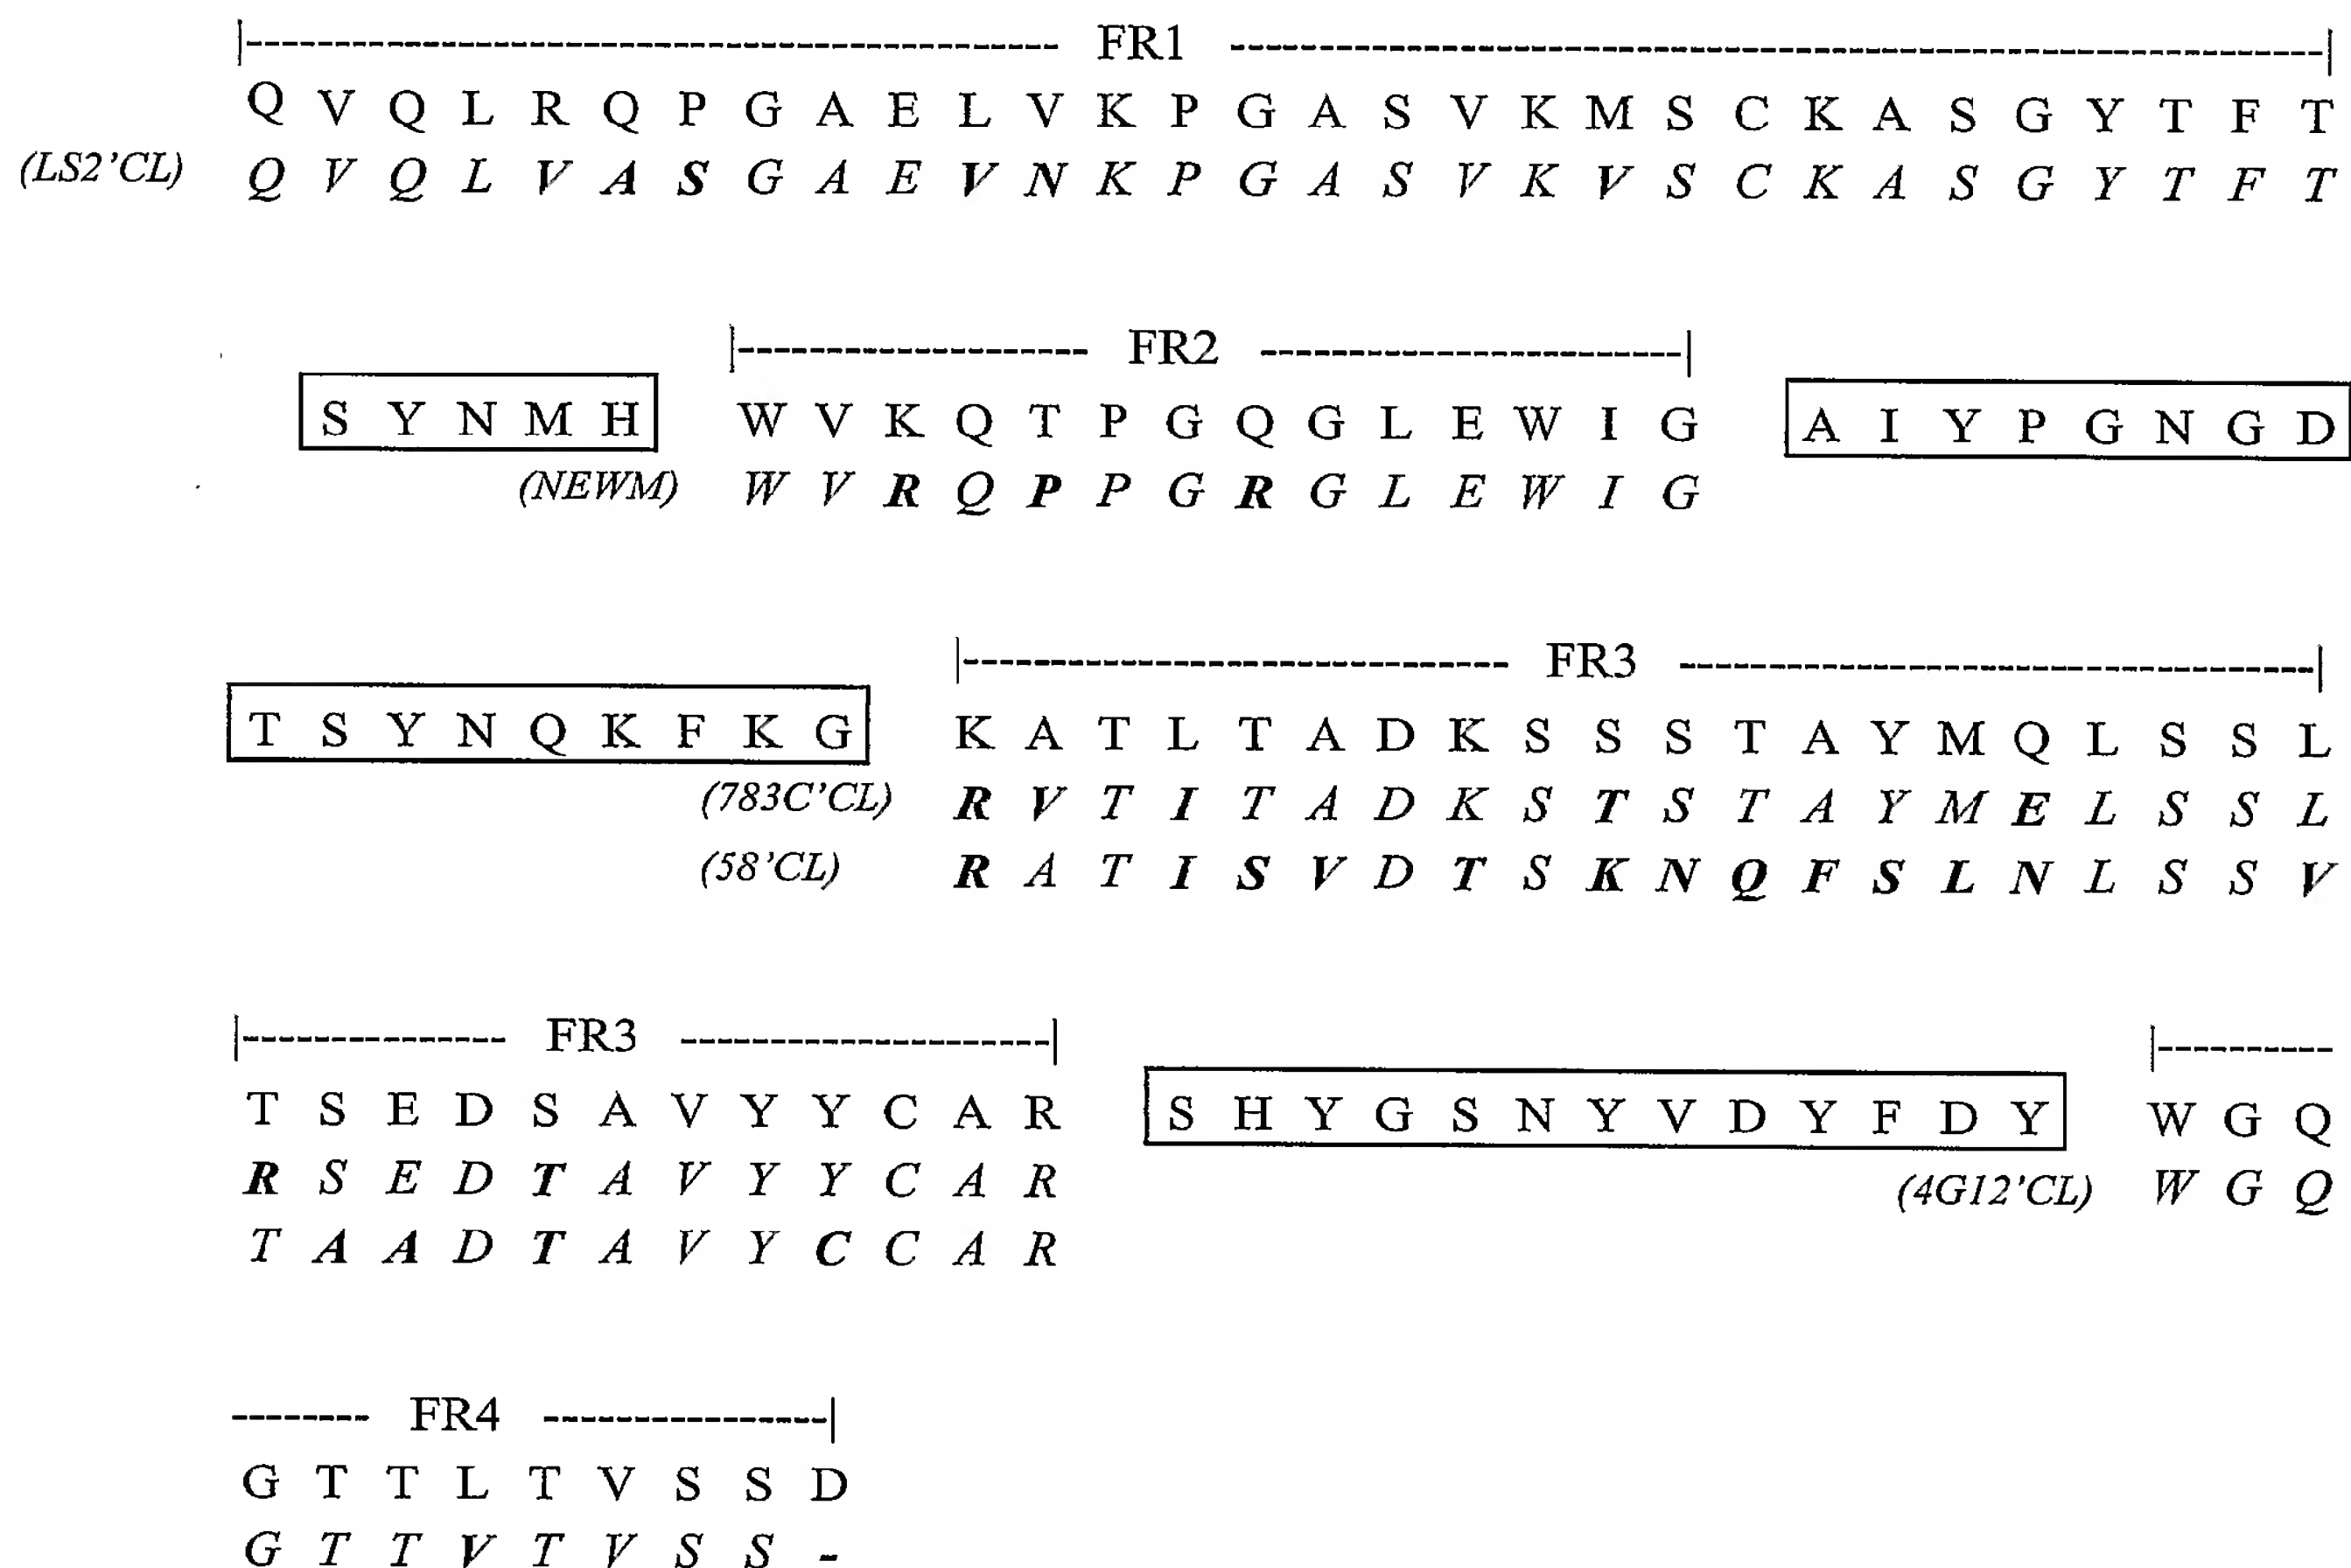 |------------ FR1 ------------|
Q V Q L R Q P G A E L V K P G A S V K M S C K A S G Y T F T
(LS2'CL) Q V Q L V A S G A E V N K P G A S V K V S C K A S G Y T F T
|------------ FR2 ------------|
S Y N M H W V K Q T P G Q G L E W I G A I Y P G N G D
(NEWM) W V R Q P P G R G L E W I G
|------------ FR3 ------------|
T S Y N Q K F K G K A T L T A D K S S S T A Y M Q L S S L
(783C'CL) R V T I T A D K S T S T A Y M E L S S L
(58'CL) R A T I S V D T S K N Q F S L N L S S V
|------------ FR3 ------------| |----------
T S E D S A V Y Y C A R S H Y G S N Y V D Y F D Y W G Q
R S E D T A V Y Y C A R (4G12'CL) W G Q
T A A D T A V Y C C A R
-------- FR4 ------------|
G T T L T V S S D
G T T V T V S S -